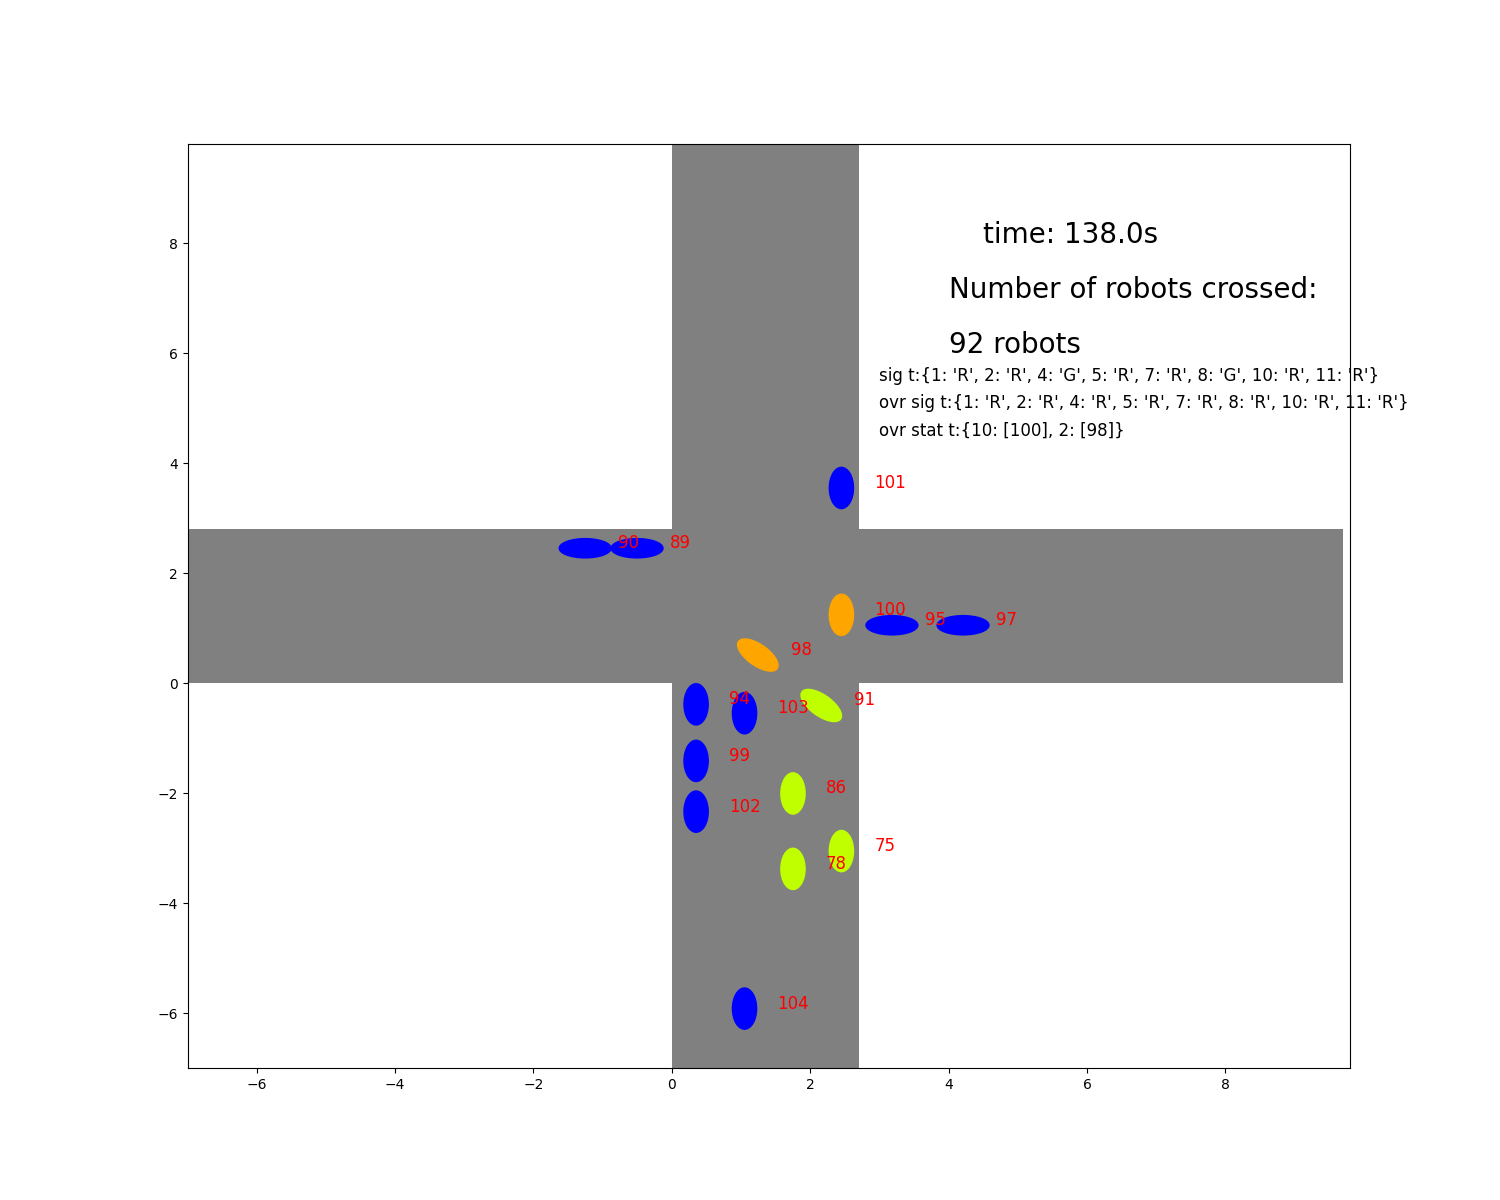 time: 138.0s
Number of robots crossed:
92 robots
sig t:{1: 'R', 2: 'R', 4: 'G', 5: 'R', 7: 'R', 8: 'G', 10: 'R', 11: 'R'}
ovr sig t:{1: 'R', 2: 'R', 4: 'R', 5: 'R', 7: 'R', 8: 'R', 10: 'R', 11: 'R'}
ovr stat t:{10: [100], 2: [98]}
101
90 89
100
95 97
98
94 103 91
99
86
102
75
78
104
8
6
4
2
0
−2
−4
−6
−6 −4 −2 0 2 4 6 8